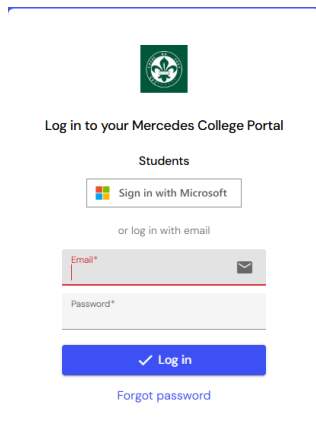 Log in to your Mercedes College Portal
Students
Sign in with Microsoft
or log in with email
Email*
Password*
Log in
Forgot password